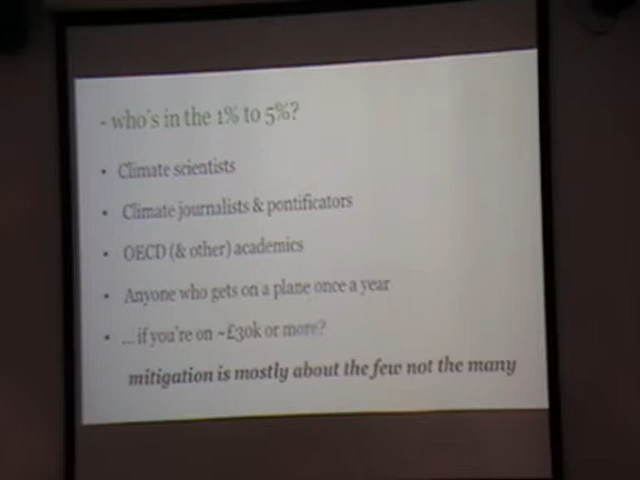 - who's in the 1% to 5%?
• Climate scientists
• Climate journalists & pontificators
• OECD (& other) academics
• Anyone who gets on a plane once a year
• ... if you're on ~£30k or more?
mitigation is mostly about the few not the many